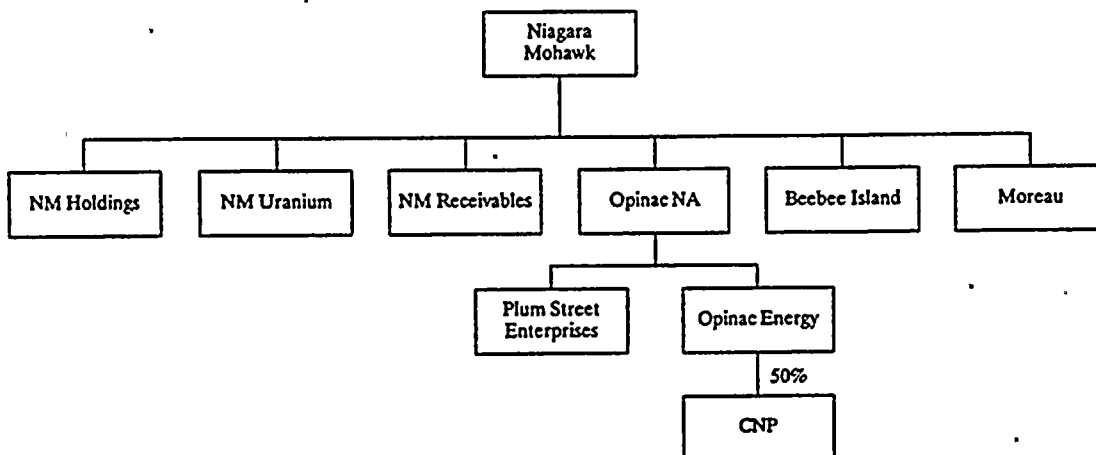 Niagara
Mohawk
NM Holdings
NM Uranium
NM Receivables
Opinac NA
Beebee Island
Moreau
Plum Street
Enterprises
Opinac Energy
50%
CNP